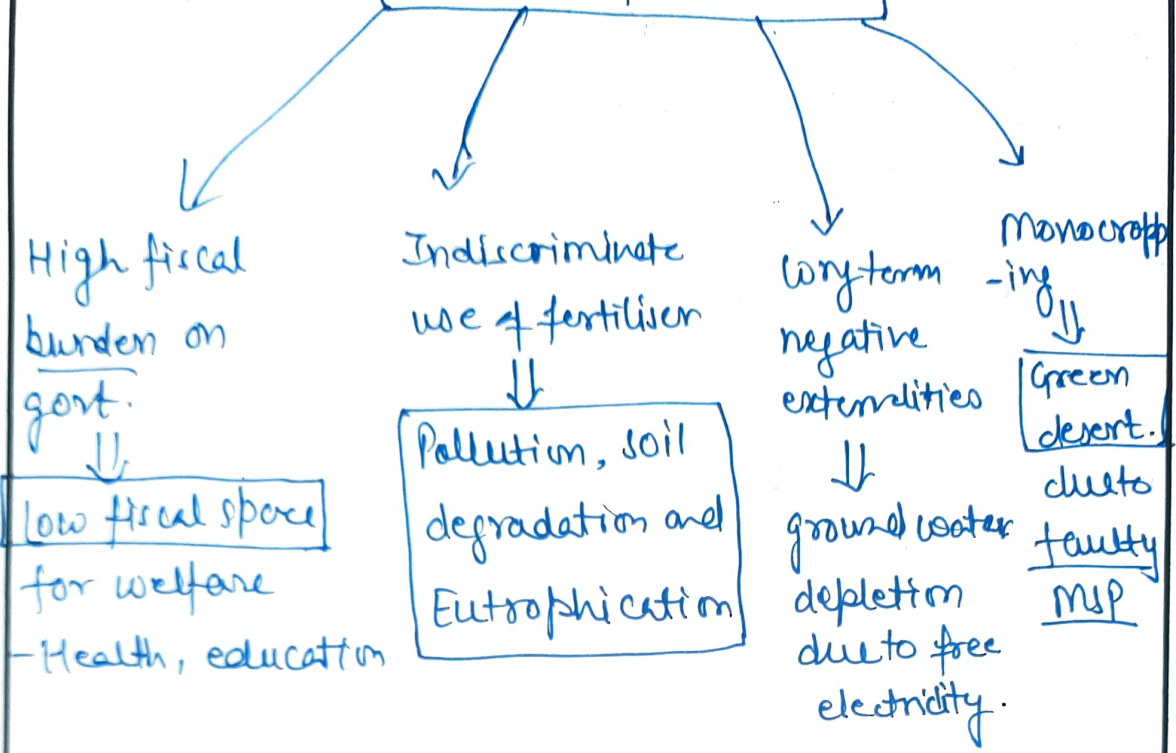 High fiscal
burden on
govt.
Low fiscal space
for welfare
- Health, education
Indiscriminate
use of fertiliser
Pollution, soil
degradation and
Eutrophication
long term
negative
externalities
ground water
depletion
due to free
electricity.
Monocropp
-ing
Green
desert.
due to
faulty
MSP